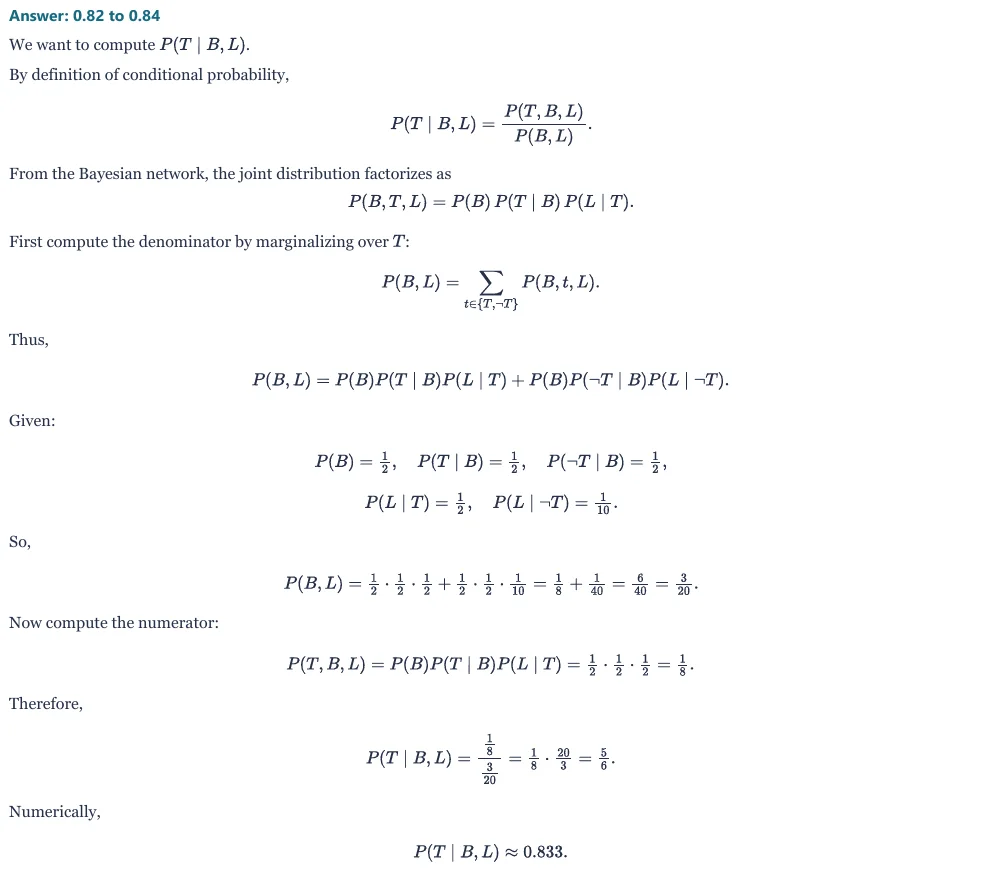 Answer: 0.82 to 0.84
We want to compute P(T | B, L).
By definition of conditional probability,
P(T | B, L) = P(T, B, L) / P(B, L).
From the Bayesian network, the joint distribution factorizes as
P(B, T, L) = P(B) P(T | B) P(L | T).
First compute the denominator by marginalizing over T:
P(B, L) = ∑_{t∈{T,¬T}} P(B, t, L).
Thus,
P(B, L) = P(B)P(T | B)P(L | T) + P(B)P(¬T | B)P(L | ¬T).
Given:
P(B) = 1/2, P(T | B) = 1/2, P(¬T | B) = 1/2,
P(L | T) = 1/2, P(L | ¬T) = 1/10.
So,
P(B, L) = 1/2 · 1/2 · 1/2 + 1/2 · 1/2 · 1/10 = 1/8 + 1/40 = 6/40 = 3/20.
Now compute the numerator:
P(T, B, L) = P(B)P(T | B)P(L | T) = 1/2 · 1/2 · 1/2 = 1/8.
Therefore,
P(T | B, L) = (1/8)/(3/20) = 1/8 · 20/3 = 5/6.
Numerically,
P(T | B, L) ≈ 0.833.